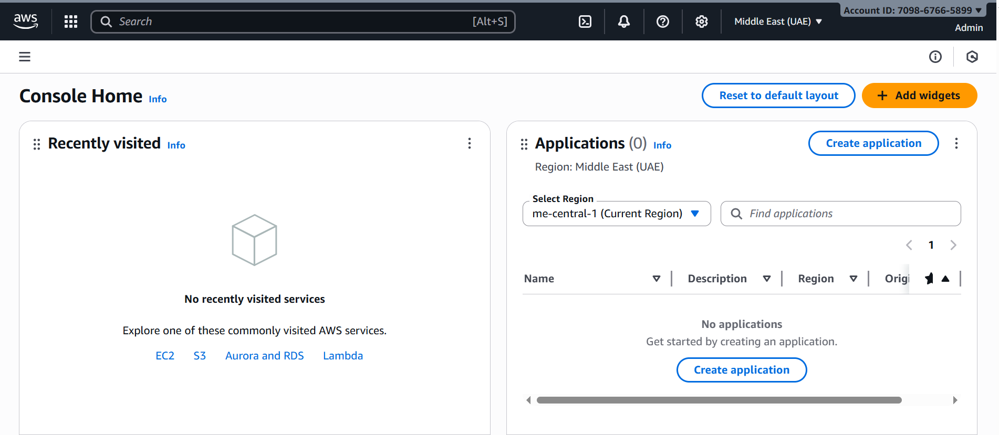 aws
Search [Alt+S]
Middle East (UAE)
Account ID: 7098-6766-5899
Admin
Console Home Info
Reset to default layout
Add widgets
Recently visited Info
No recently visited services
Explore one of these commonly visited AWS services.
EC2 S3 Aurora and RDS Lambda
Applications (0) Info
Create application
Region: Middle East (UAE)
Select Region
me-central-1 (Current Region)
Find applications
1
Name Description Region Origi
No applications
Get started by creating an application.
Create application